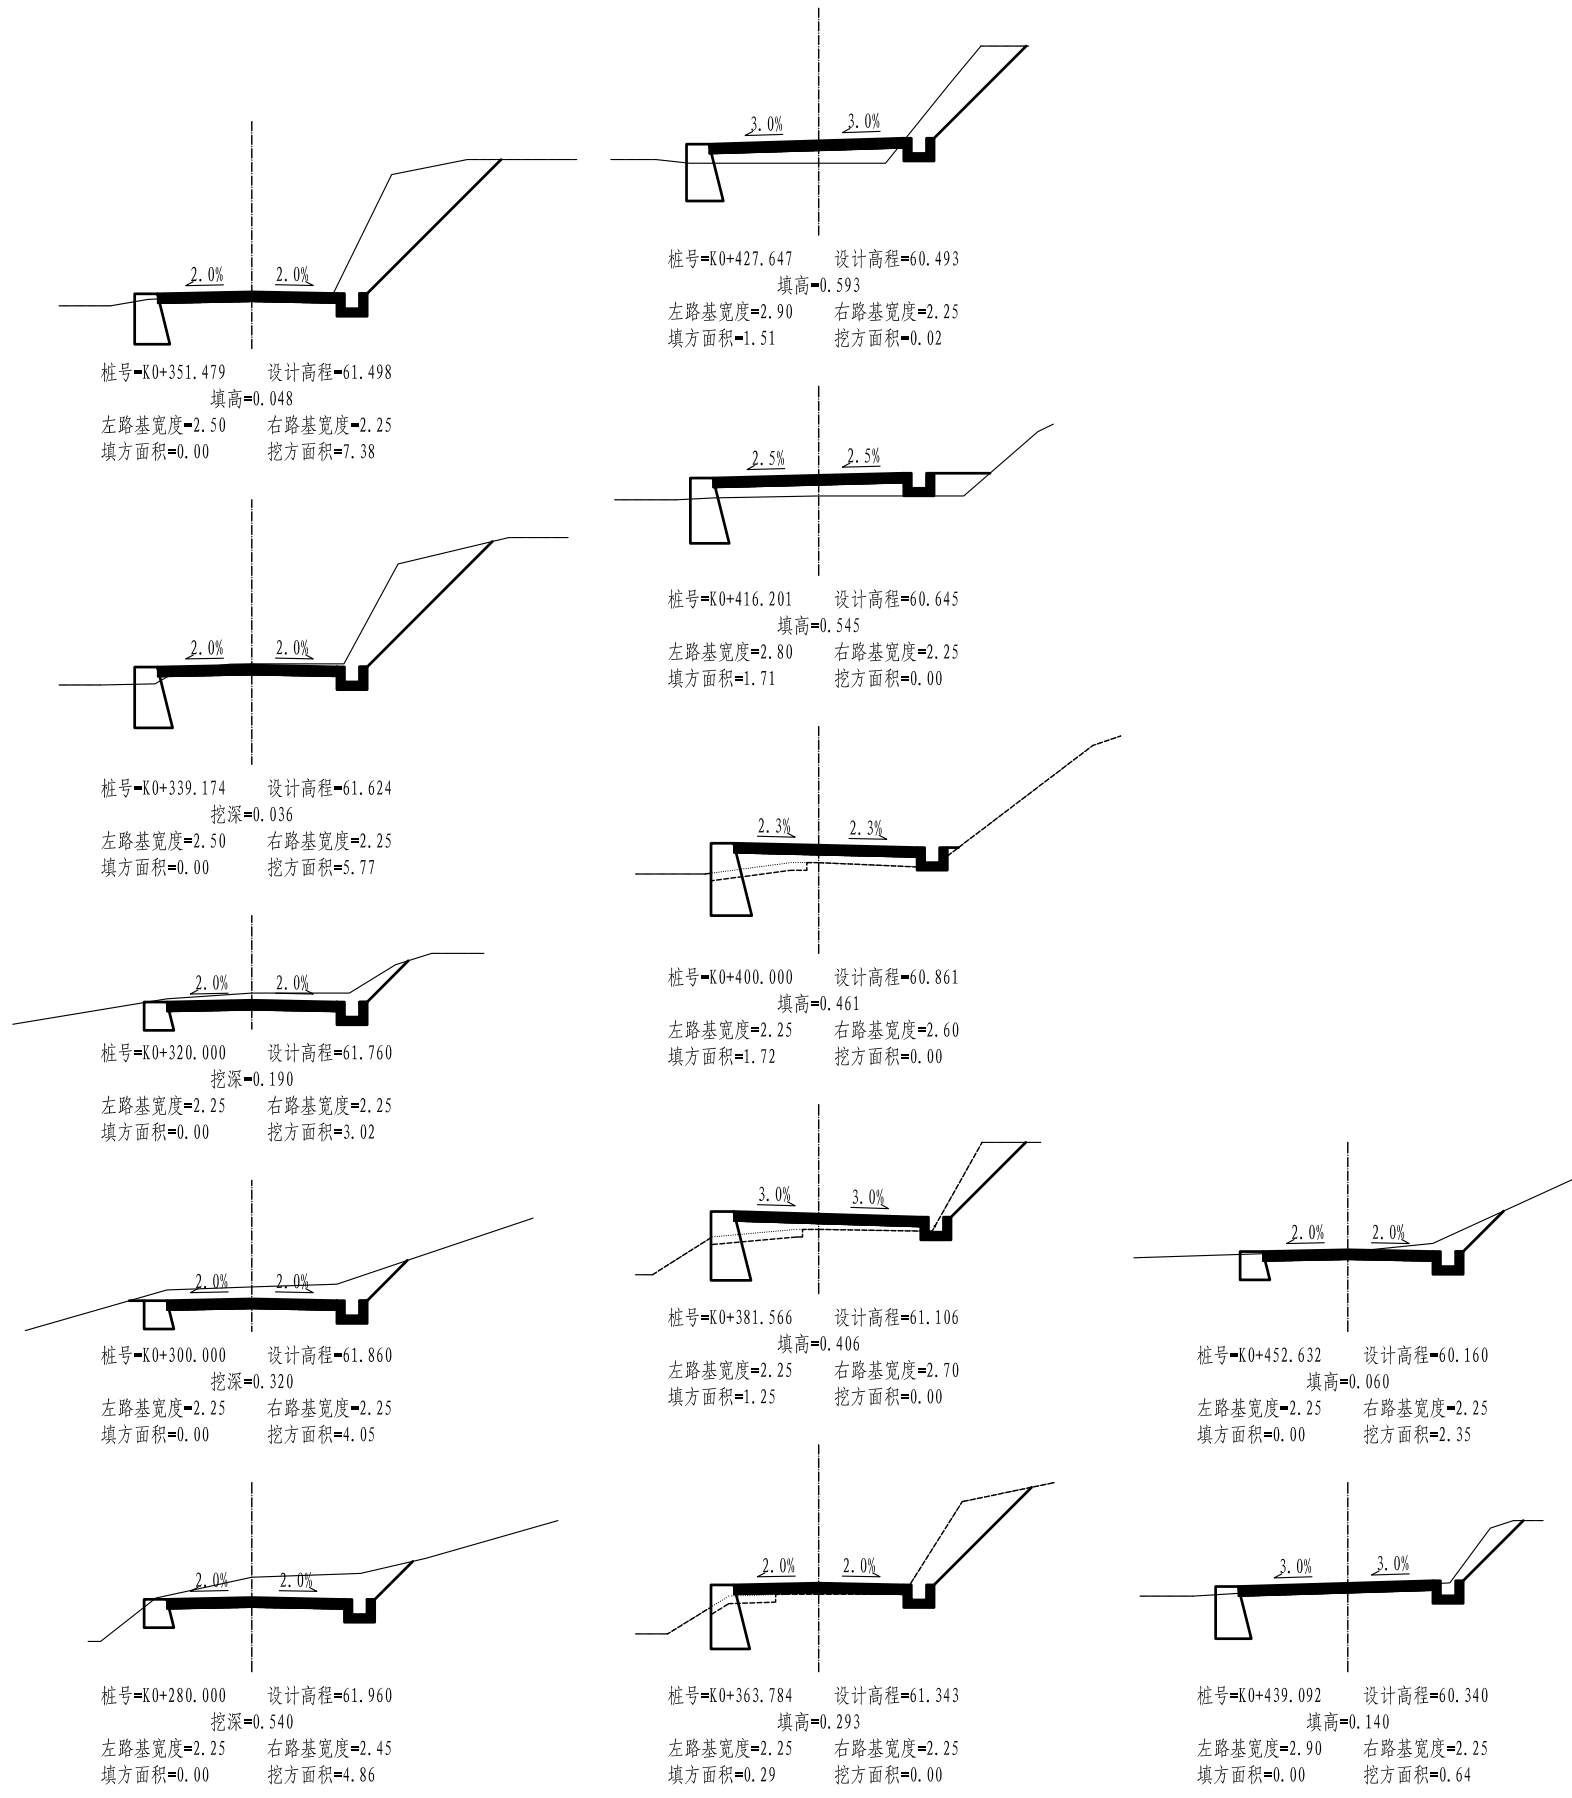 2.0% 2.0%
桩号=K0+351.479 设计高程=61.498
填高=0.048
左路基宽度=2.50 右路基宽度=2.25
填方面积=0.00 挖方面积=7.38
2.0% 2.0%
桩号=K0+339.174 设计高程=61.624
挖深=0.036
左路基宽度=2.50 右路基宽度=2.25
填方面积=0.00 挖方面积=5.77
2.0% 2.0%
桩号=K0+320.000 设计高程=61.760
挖深=0.190
左路基宽度=2.25 右路基宽度=2.25
填方面积=0.00 挖方面积=3.02
2.0% 2.0%
桩号=K0+300.000 设计高程=61.860
挖深=0.320
左路基宽度=2.25 右路基宽度=2.25
填方面积=0.00 挖方面积=4.05
2.0% 2.0%
桩号=K0+280.000 设计高程=61.960
挖深=0.540
左路基宽度=2.25 右路基宽度=2.45
填方面积=0.00 挖方面积=4.86
3.0% 3.0%
桩号=K0+427.647 设计高程=60.493
填高=0.593
左路基宽度=2.90 右路基宽度=2.25
填方面积=1.51 挖方面积=0.02
2.5% 2.5%
桩号=K0+416.201 设计高程=60.645
填高=0.545
左路基宽度=2.80 右路基宽度=2.25
填方面积=1.71 挖方面积=0.00
2.3% 2.3%
桩号=K0+400.000 设计高程=60.861
填高=0.461
左路基宽度=2.25 右路基宽度=2.60
填方面积=1.72 挖方面积=0.00
3.0% 3.0%
桩号=K0+381.566 设计高程=61.106
填高=0.406
左路基宽度=2.25 右路基宽度=2.70
填方面积=1.25 挖方面积=0.00
2.0% 2.0%
桩号=K0+363.784 设计高程=61.343
填高=0.293
左路基宽度=2.25 右路基宽度=2.25
填方面积=0.29 挖方面积=0.00
2.0% 2.0%
桩号=K0+452.632 设计高程=60.160
填高=0.060
左路基宽度=2.25 右路基宽度=2.25
填方面积=0.00 挖方面积=2.35
3.0% 3.0%
桩号=K0+439.092 设计高程=60.340
填高=0.140
左路基宽度=2.90 右路基宽度=2.25
填方面积=0.00 挖方面积=0.64